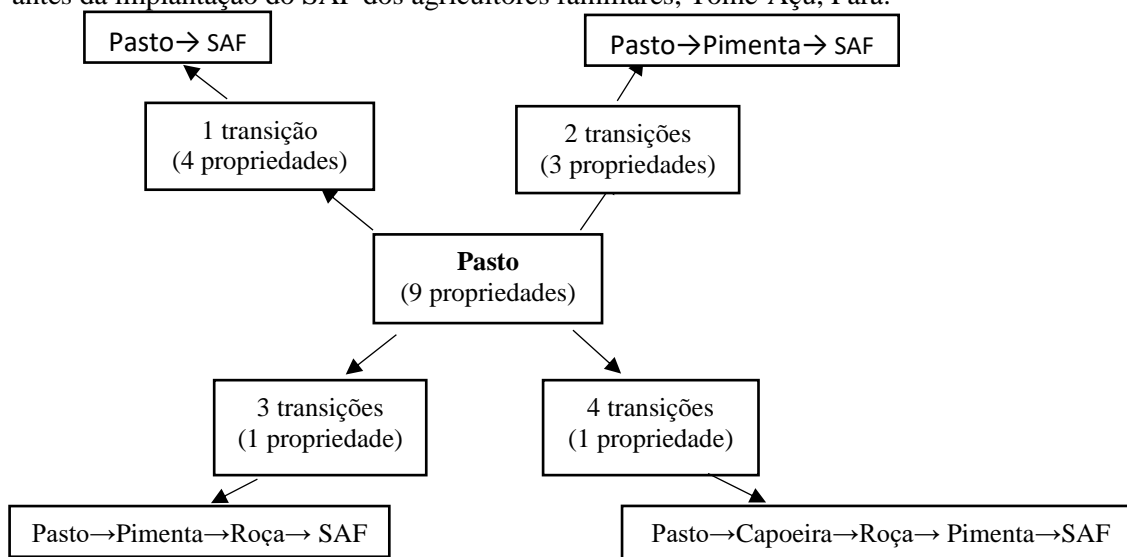 antes da implantação do SAF dos agricultores familiares, Tomé-Açu, Pará.
Pasto→ SAF
Pasto→Pimenta→ SAF
1 transição
(4 propriedades)
2 transições
(3 propriedades)
Pasto
(9 propriedades)
3 transições
(1 propriedade)
4 transições
(1 propriedade)
Pasto→Pimenta→Roça→ SAF
Pasto→Capoeira→Roça→ Pimenta→SAF